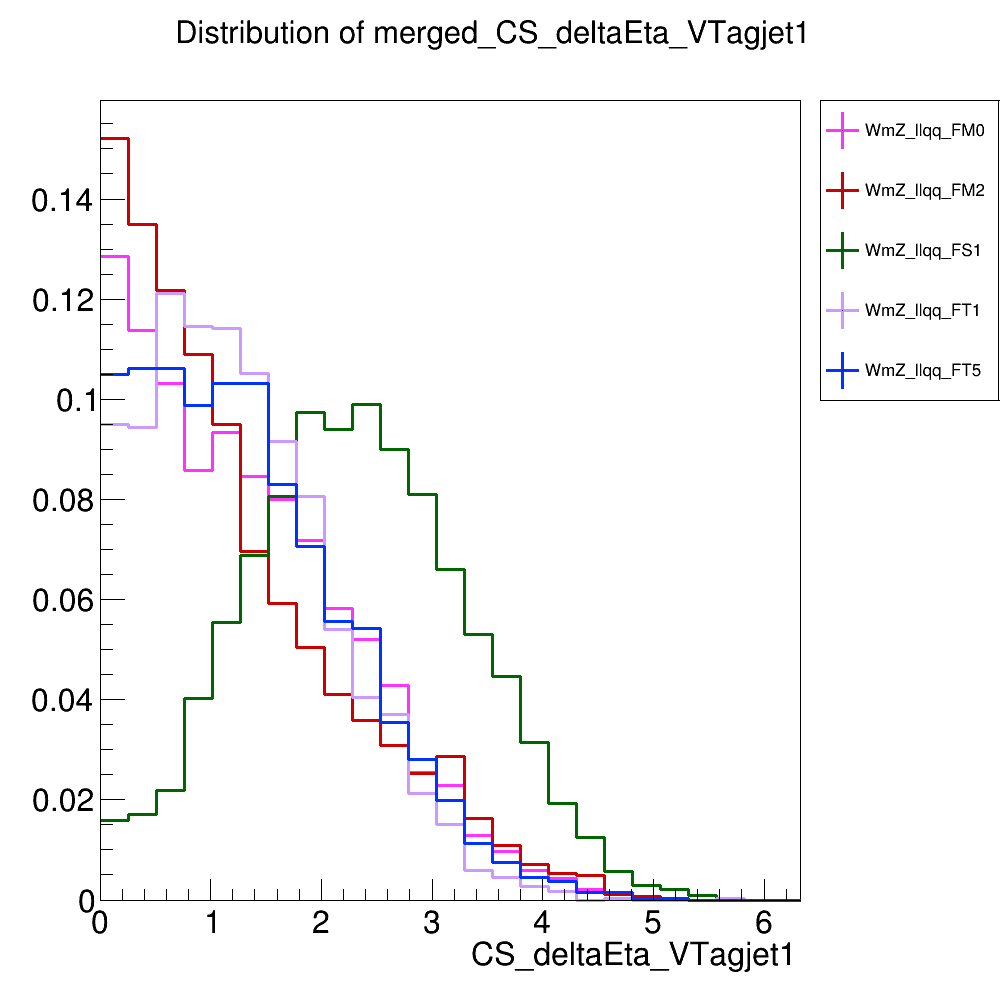 Distribution of merged_CS_deltaEta_VTagjet1
WmZ_llqq_FM0
WmZ_llqq_FM2
WmZ_llqq_FS1
WmZ_llqq_FT1
WmZ_llqq_FT5
0.14
0.12
0.1
0.08
0.06
0.04
0.02
0
0 1 2 3 4 5 6
CS_deltaEta_VTagjet1